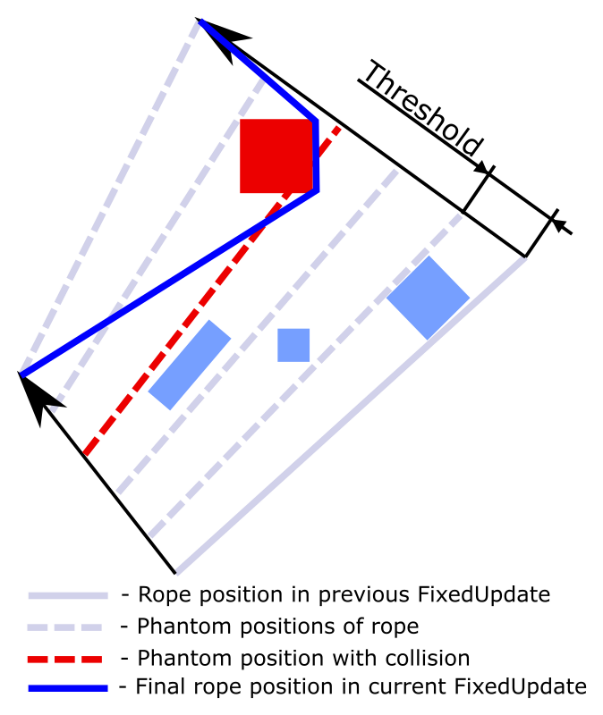 Threshold
- Rope position in previous FixedUpdate
- Phantom positions of rope
- Phantom position with collision
- Final rope position in current FixedUpdate